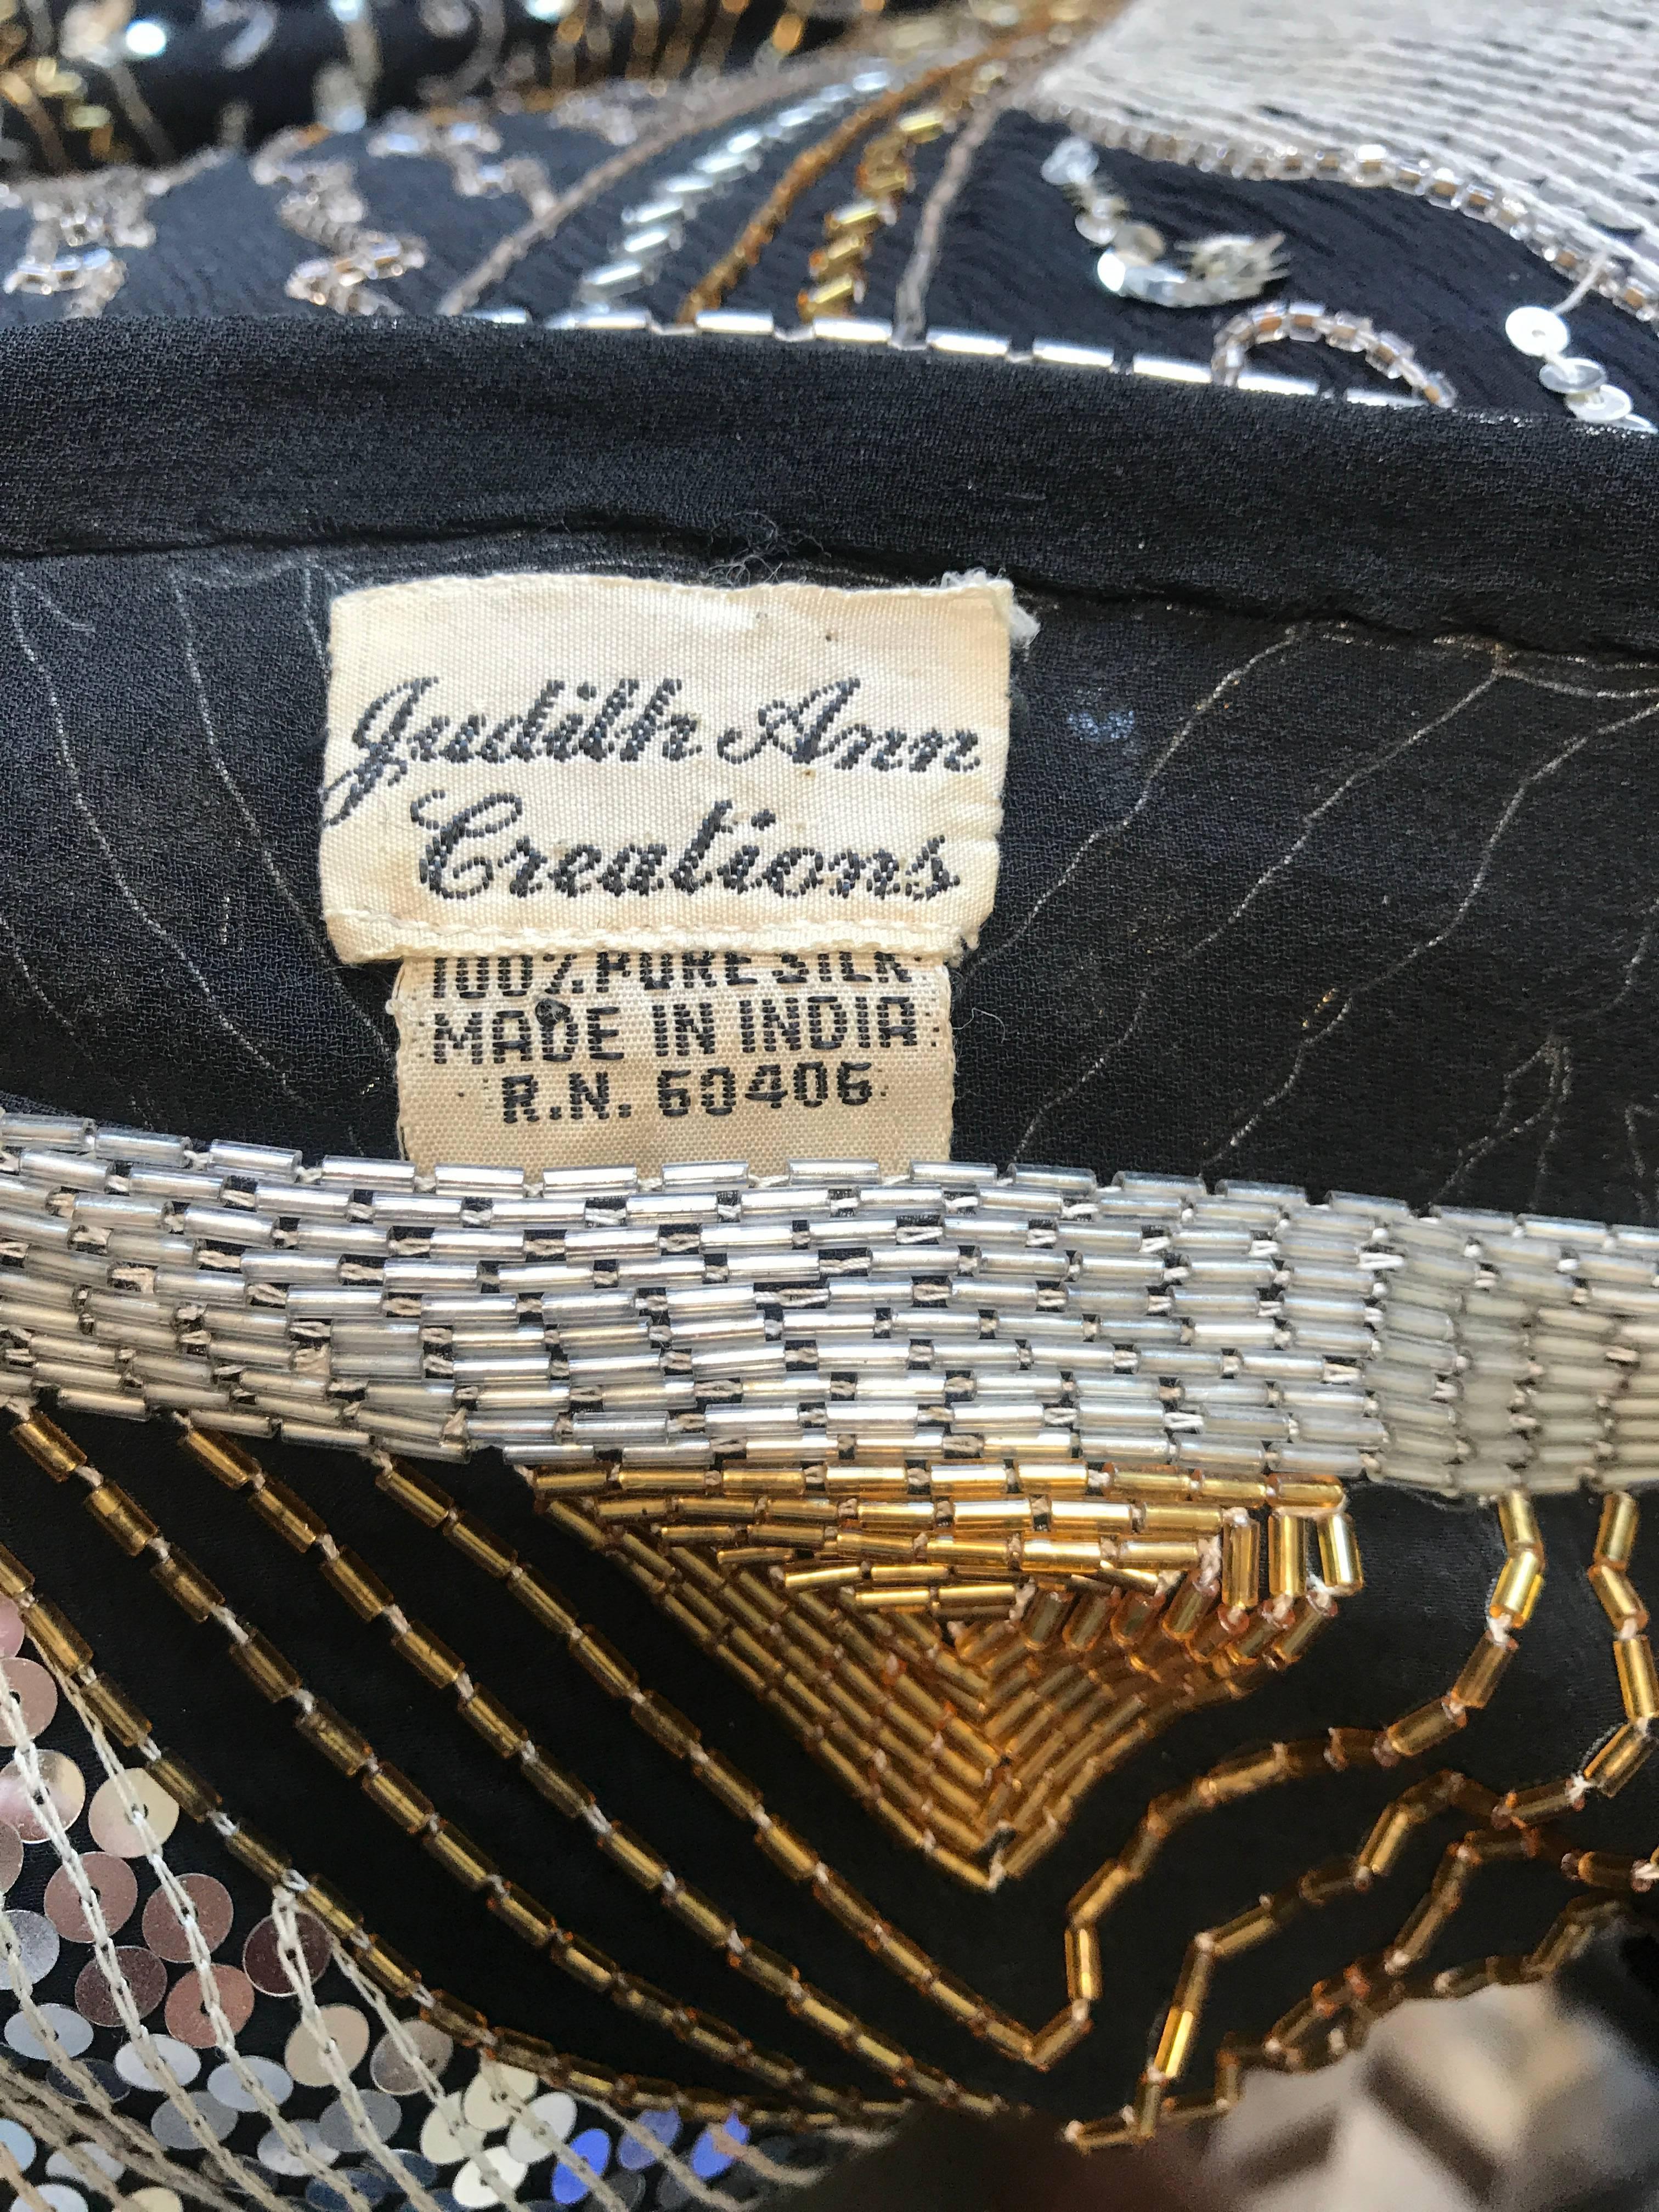 Judith Ann
Creations
100% PURE SILK
MADE IN INDIA
R.N. 60406